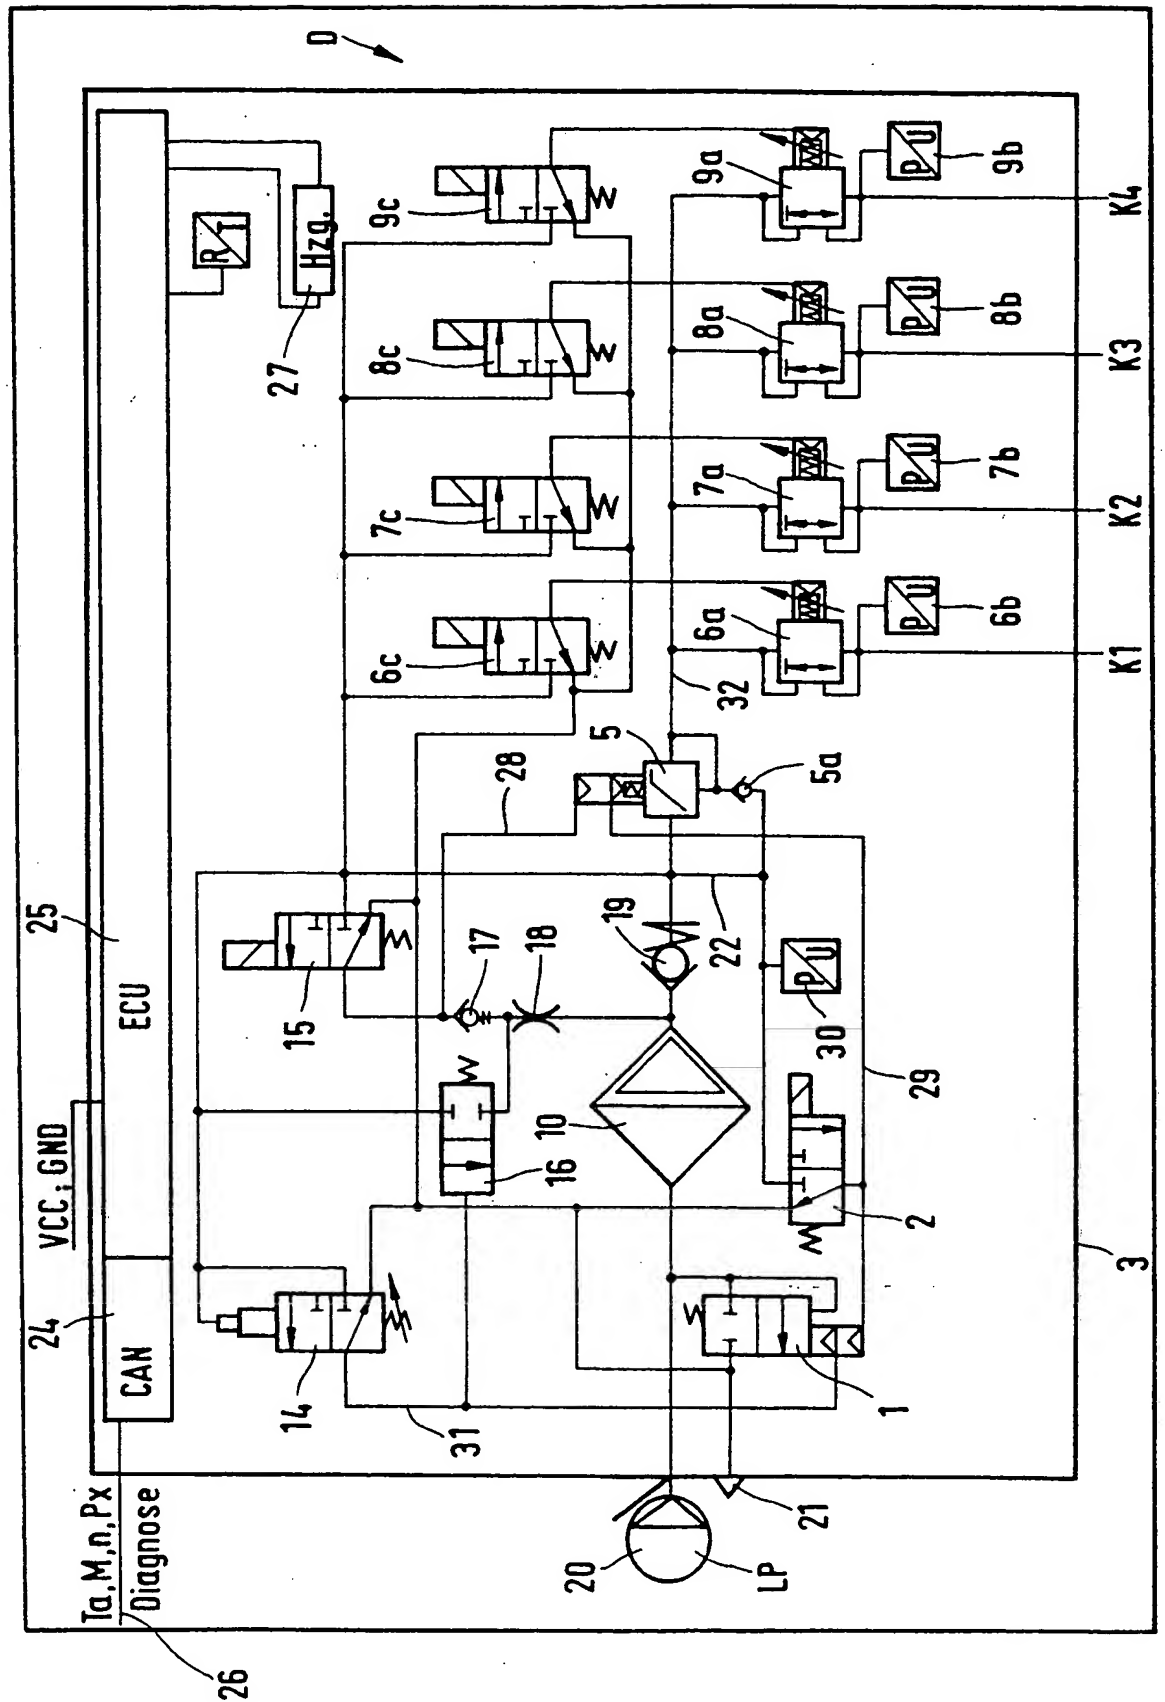 D
Ta,M,n,Px
Diagnose
26
VCC;GND
24
CAN
ECU
25
R
T
Hzg.
27
14
31
16
15
17
18
28
6c
7c
8c
9c
20
LP
21
10
19
22
5
5a
32
1
2
29
P
U
30
3
6a
7a
8a
9a
P
U
6b
P
U
7b
P
U
8b
P
U
9b
K1
K2
K3
K4